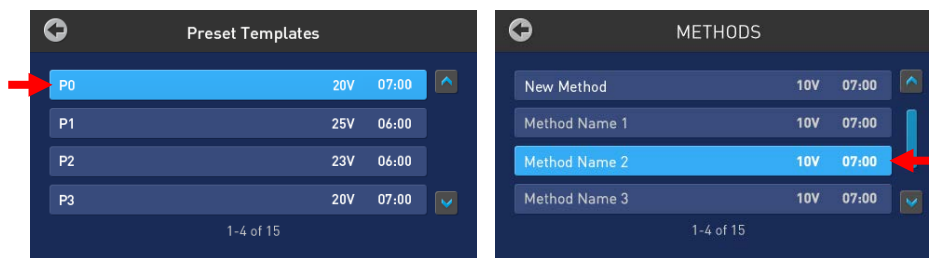 Preset Templates
P0 20V 07:00
P1 25V 06:00
P2 23V 06:00
P3 20V 07:00
1-4 of 15
METHODS
New Method 10V 07:00
Method Name 1 10V 07:00
Method Name 2 10V 07:00
Method Name 3 10V 07:00
1-4 of 15